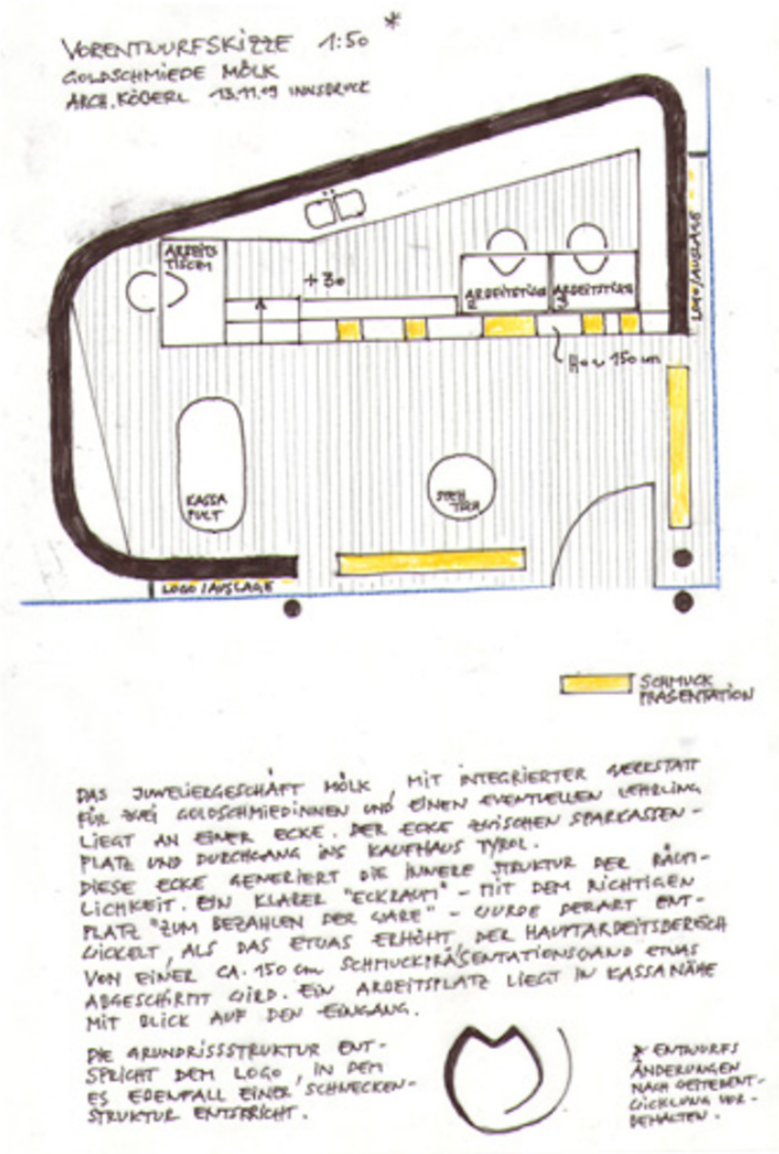 VORENTWURFSKIZZE 1:50 *
GOLDSCHMIEDE MÖLK
ARCH. KÖBERL 13.11.09 INNSBRUCK
LOGO/AUSLAGE
ARBEITS
TISCH
+30
ARBEITSTISCH
ARBEITSTISCH
H = ~ 150 cm
KASSA
PULT
STEH
TISCH
LOGO/AUSLAGE
SCHMUCK
PRÄSENTATION
DAS JUWELIERGESCHÄFT MÖLK, MIT INTEGRIERTER WERKSTATT
FÜR ZWEI GOLDSCHMIEDINNEN UND EINEN EVENTUELLEN LEHRLING
LIEGT AN EINER ECKE. DER ECKE ZWISCHEN SPARKASSEN-
PLATZ UND DURCHGANG INS KAUFHAUS TYROL.
DIESE ECKE GENERIERT DIE INNERE STRUKTUR DER RÄUM-
LICHKEIT. EIN KLARER "ECKRAUM" - MIT DEM RICHTIGEN
PLATZ "ZUM BEZAHLEN DER WARE" - WURDE DERART ENT-
WICKELT, ALS DAS ETWAS ERHÖHT, DER HAUPTARBEITSBEREICH
VON EINER CA. 150 cm SCHMUCKPRÄSENTATIONSWAND ETWAS
ABGESCHIRMT WIRD. EIN ARBEITSPLATZ LIEGT IN KASSANÄHE
MIT BLICK AUF DEN EINGANG.
DIE GRUNDRISSSTRUKTUR ENT-
SPRICHT DEM LOGO, IN DEM
ES EBENFALL EINER SCHNECKEN-
STRUKTUR ENTSPRICHT.
* ENTWURFS
ÄNDERUNGEN
NACH WEITERENT-
WICKLUNG VOR-
BEHALTEN.